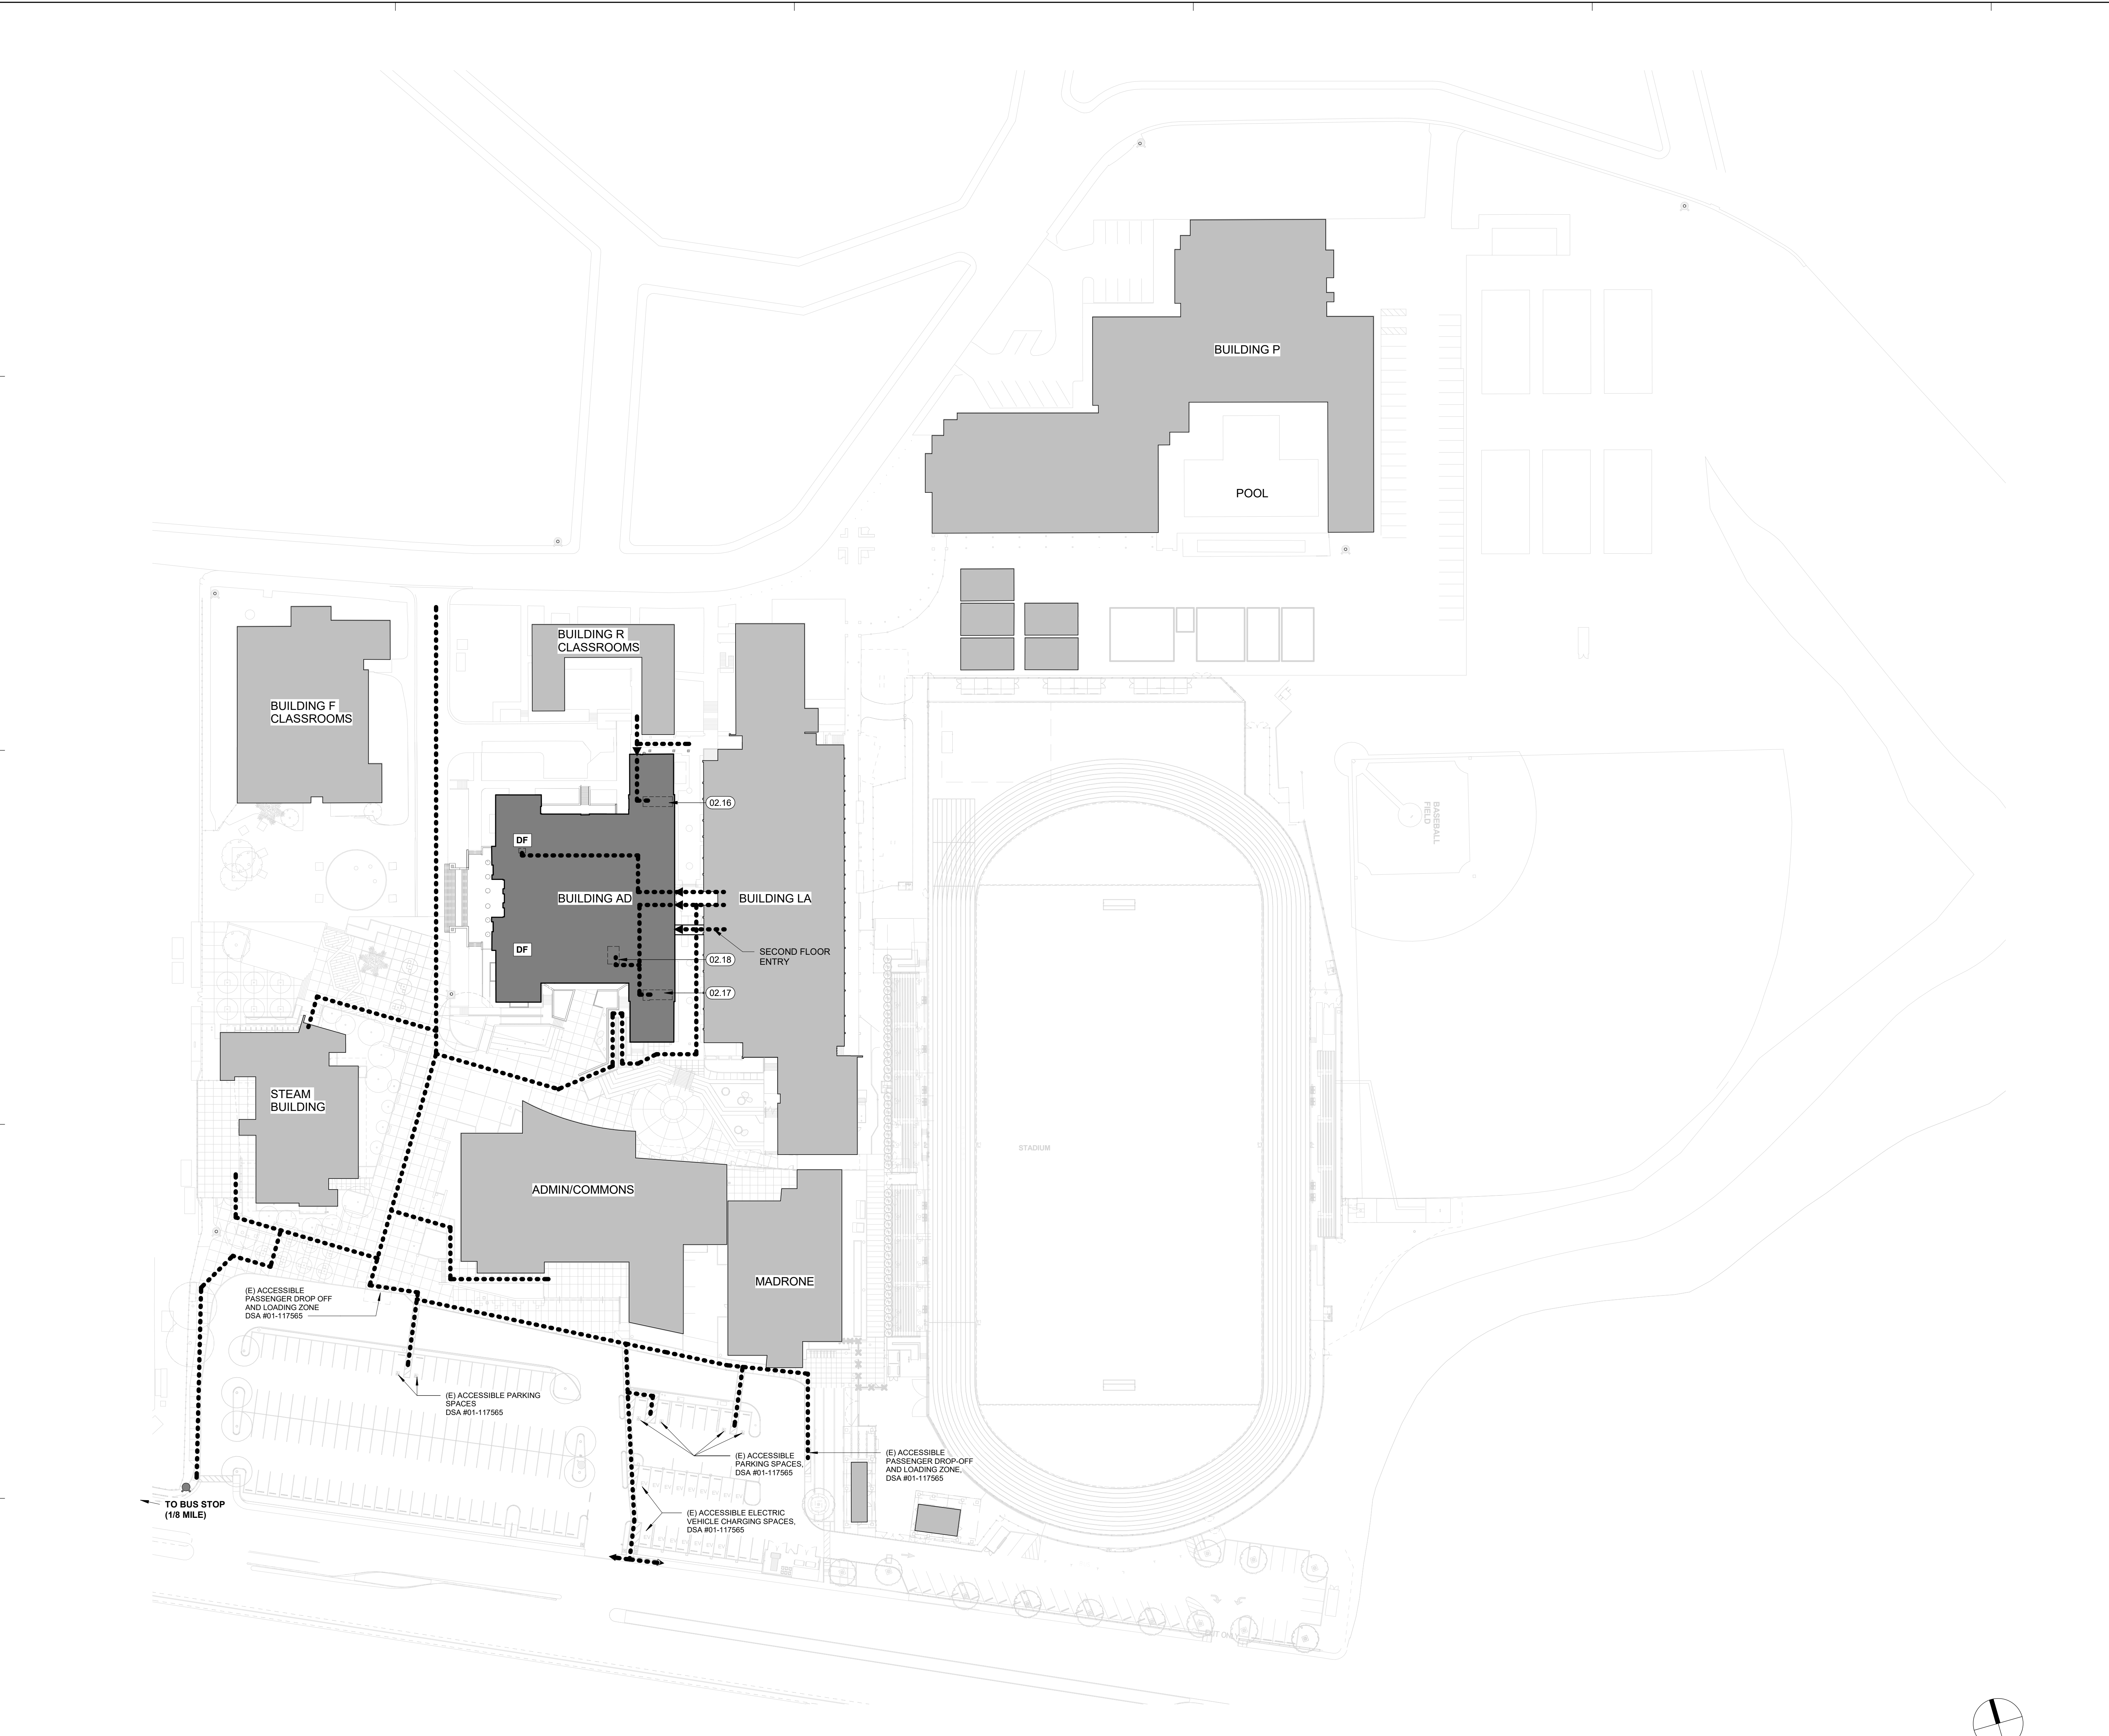 BUILDING P
POOL
BUILDING R
CLASSROOMS
BUILDING F
CLASSROOMS
02.16
BASEBALL
FIELD
DF
BUILDING AD
BUILDING LA
DF
SECOND FLOOR
ENTRY
02.18
02.17
STEAM
BUILDING
STADIUM
ADMIN/COMMONS
MADRONE
(E) ACCESSIBLE
PASSENGER DROP OFF
AND LOADING ZONE
DSA #01-117565
(E) ACCESSIBLE PARKING
SPACES
DSA #01-117565
(E) ACCESSIBLE
PARKING SPACES,
DSA #01-117565
(E) ACCESSIBLE
PASSENGER DROP-OFF
AND LOADING ZONE,
DSA #01-117565
TO BUS STOP
(1/8 MILE)
(E) ACCESSIBLE ELECTRIC
VEHICLE CHARGING SPACES,
DSA #01-117565